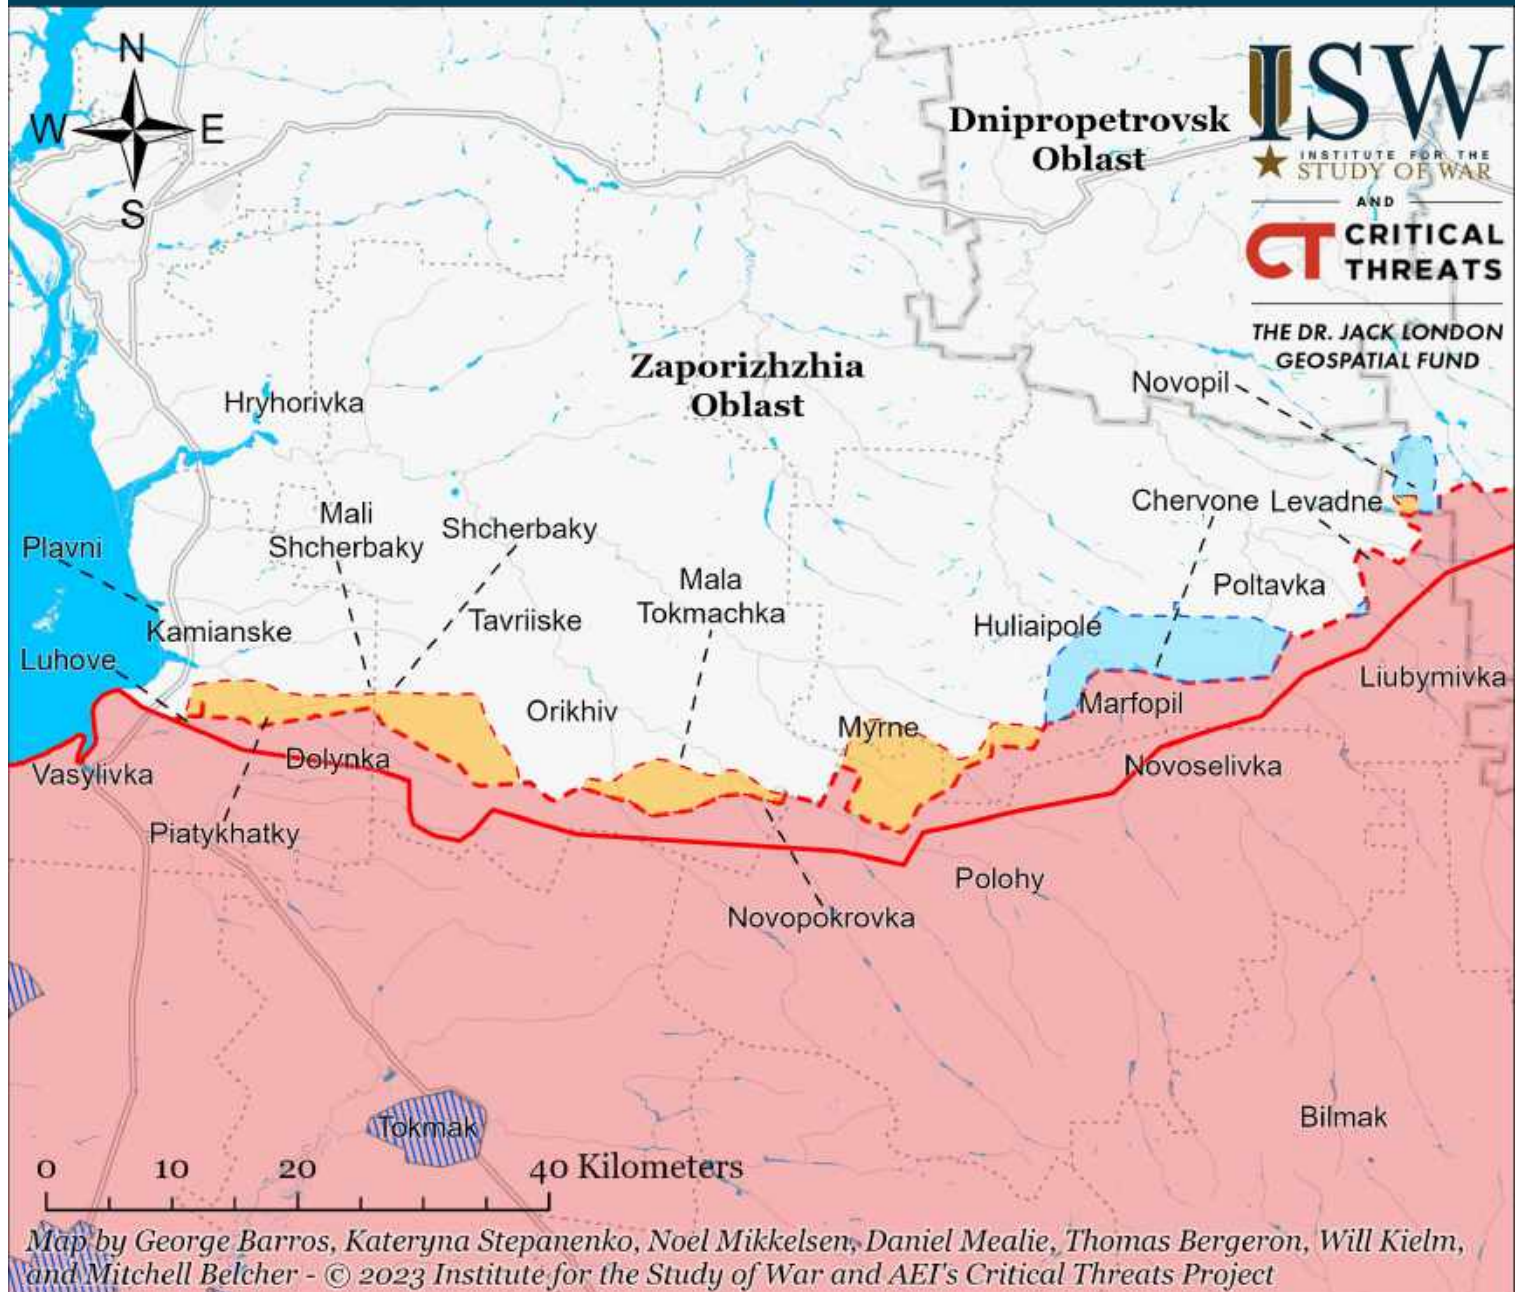 N
W E
S
Dnipropetrovsk
Oblast
ISW
INSTITUTE FOR THE
STUDY OF WAR
AND
CT CRITICAL
THREATS
THE DR. JACK LONDON
GEOSPATIAL FUND
Zaporizhzhia
Oblast
Novopil
Hryhorivka
Chervone Levadne
Mali
Shcherbaky
Shcherbaky
Plavni
Mala
Tokmachka
Poltavka
Kamianske
Tavriiske
Huliaipole
Luhove
Liubymivka
Orikhiv
Marfopil
Myrne
Dolynka
Vasylivka
Novoselivka
Piatykhatky
Polohy
Novopokrovka
Bilmak
Tokmak
0 10 20 40 Kilometers
Map by George Barros, Kateryna Stepanenko, Noel Mikkelsen, Daniel Mealie, Thomas Bergeron, Will Kielm,
and Mitchell Belcher - © 2023 Institute for the Study of War and AEI's Critical Threats Project